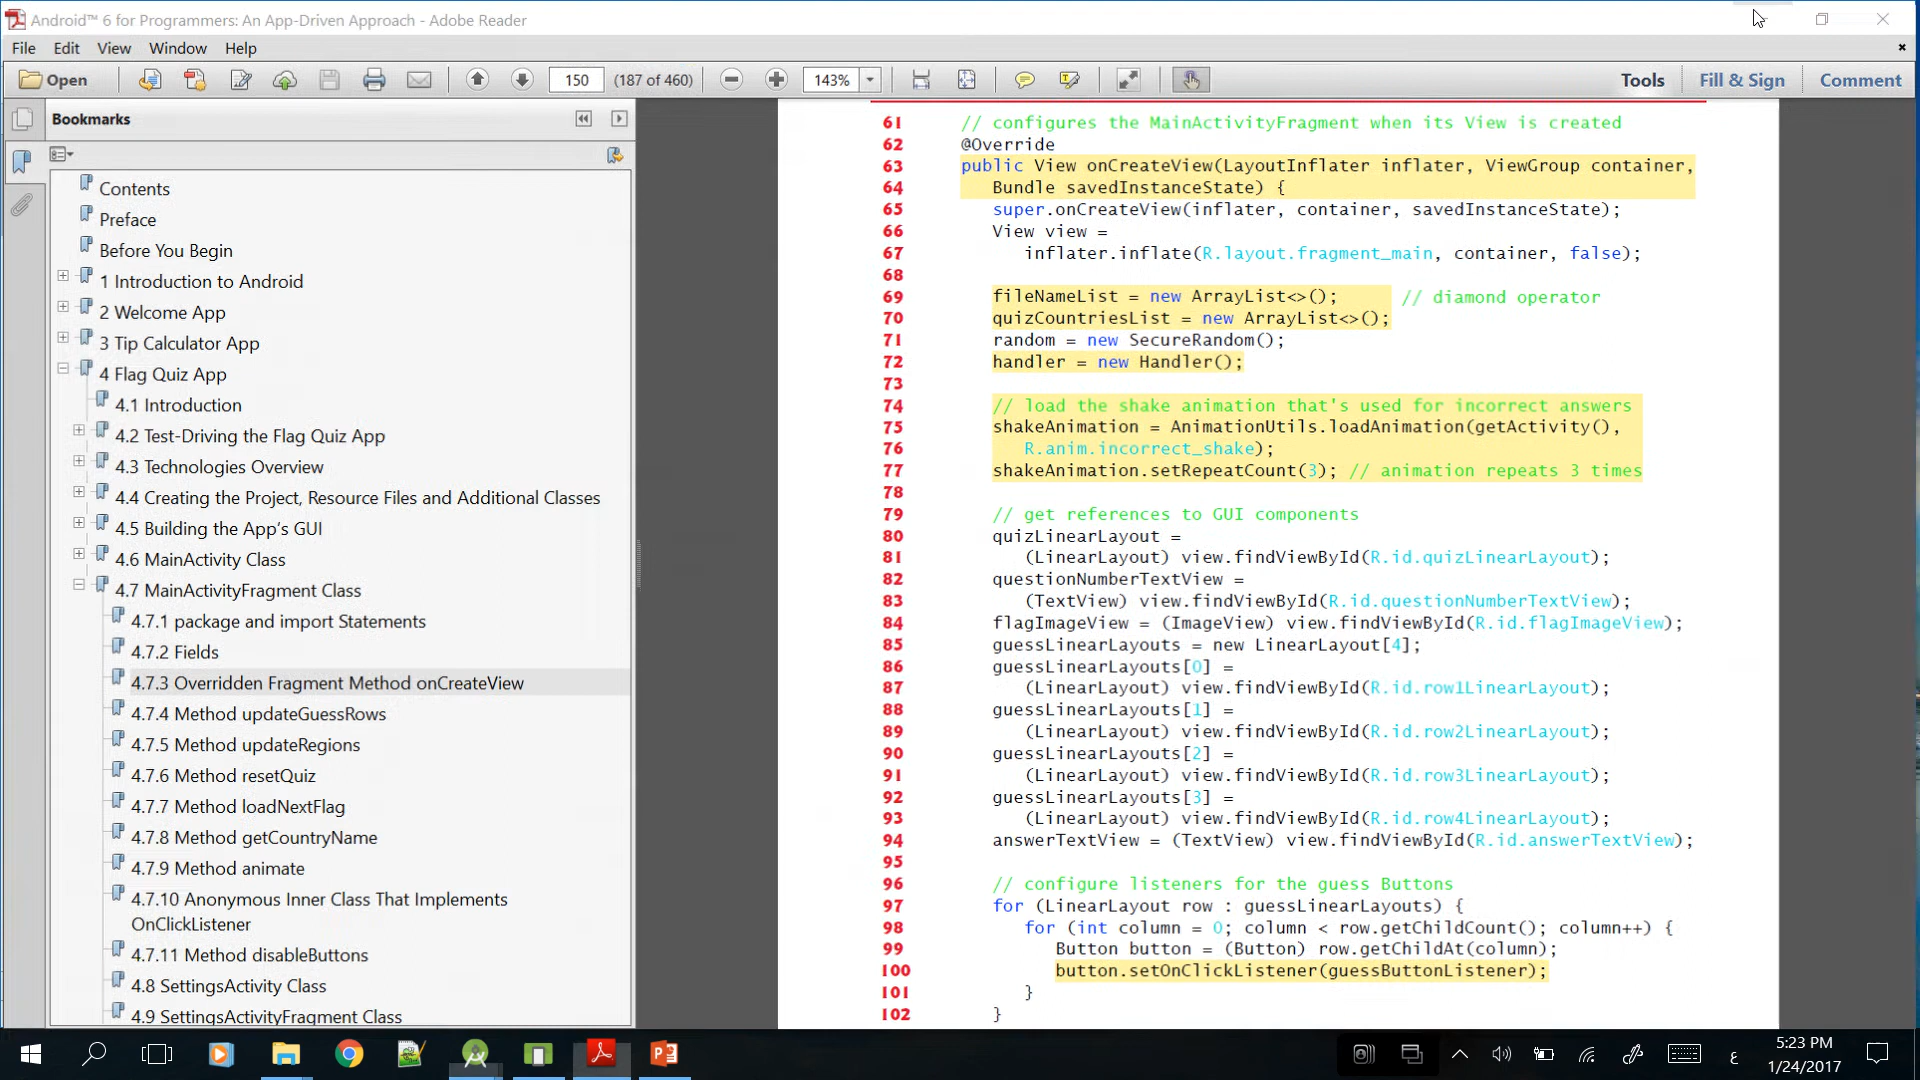 Android™ 6 for Programmers: An App-Driven Approach - Adobe Reader
File Edit View Window Help
Open 150 (187 of 460) 143% Tools Fill & Sign Comment
Bookmarks
Contents
Preface
Before You Begin
1 Introduction to Android
2 Welcome App
3 Tip Calculator App
4 Flag Quiz App
4.1 Introduction
4.2 Test-Driving the Flag Quiz App
4.3 Technologies Overview
4.4 Creating the Project, Resource Files and Additional Classes
4.5 Building the App's GUI
4.6 MainActivity Class
4.7 MainActivityFragment Class
4.7.1 package and import Statements
4.7.2 Fields
4.7.3 Overridden Fragment Method onCreateView
4.7.4 Method updateGuessRows
4.7.5 Method updateRegions
4.7.6 Method resetQuiz
4.7.7 Method loadNextFlag
4.7.8 Method getCountryName
4.7.9 Method animate
4.7.10 Anonymous Inner Class That Implements
OnClickListener
4.7.11 Method disableButtons
4.8 SettingsActivity Class
4.9 SettingsActivityFragment Class
61 // configures the MainActivityFragment when its View is created
62 @Override
63 public View onCreateView(LayoutInflater inflater, ViewGroup container,
64 Bundle savedInstanceState) {
65 super.onCreateView(inflater, container, savedInstanceState);
66 View view =
67 inflater.inflate(R.layout.fragment_main, container, false);
68
69 fileNameList = new ArrayList<>(); // diamond operator
70 quizCountriesList = new ArrayList<>();
71 random = new SecureRandom();
72 handler = new Handler();
73
74 // load the shake animation that's used for incorrect answers
75 shakeAnimation = AnimationUtils.loadAnimation(getActivity(),
76 R.anim.incorrect_shake);
77 shakeAnimation.setRepeatCount(3); // animation repeats 3 times
78
79 // get references to GUI components
80 quizLinearLayout =
81 (LinearLayout) view.findViewById(R.id.quizLinearLayout);
82 questionNumberTextView =
83 (TextView) view.findViewById(R.id.questionNumberTextView);
84 flagImageView = (ImageView) view.findViewById(R.id.flagImageView);
85 guessLinearLayouts = new LinearLayout[4];
86 guessLinearLayouts[0] =
87 (LinearLayout) view.findViewById(R.id.row1LinearLayout);
88 guessLinearLayouts[1] =
89 (LinearLayout) view.findViewById(R.id.row2LinearLayout);
90 guessLinearLayouts[2] =
91 (LinearLayout) view.findViewById(R.id.row3LinearLayout);
92 guessLinearLayouts[3] =
93 (LinearLayout) view.findViewById(R.id.row4LinearLayout);
94 answerTextView = (TextView) view.findViewById(R.id.answerTextView);
95
96 // configure listeners for the guess Buttons
97 for (LinearLayout row : guessLinearLayouts) {
98 for (int column = 0; column < row.getChildCount(); column++) {
99 Button button = (Button) row.getChildAt(column);
100 button.setOnClickListener(guessButtonListener);
101 }
102 }
ع
5:23 PM
1/24/2017